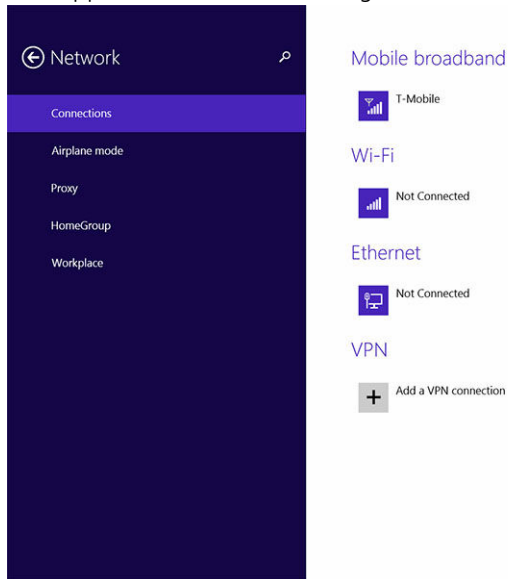 Network
Connections
Airplane mode
Proxy
HomeGroup
Workplace
Mobile broadband
T-Mobile
Wi-Fi
Not Connected
Ethernet
Not Connected
VPN
Add a VPN connection